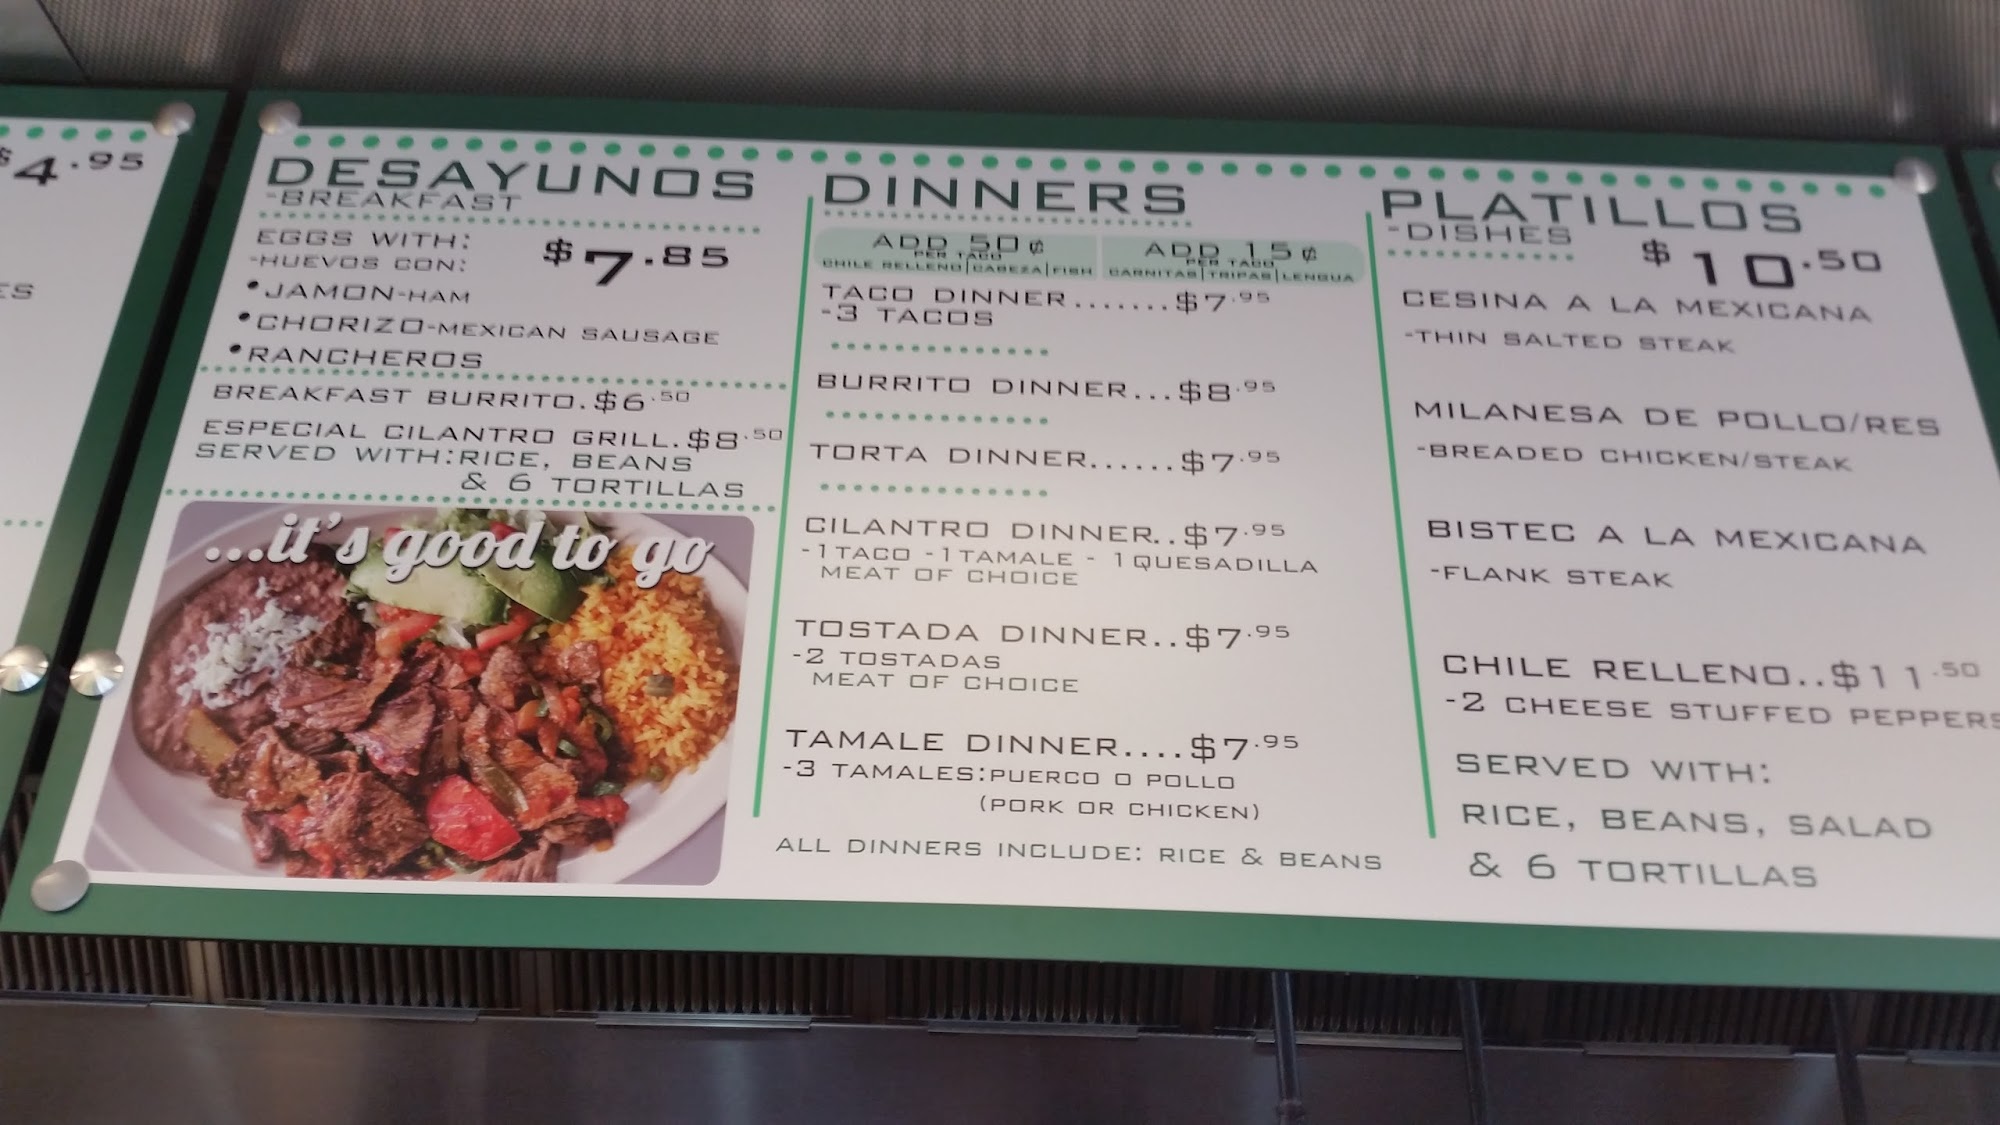 $4.95
ES
DESAYUNOS
-BREAKFAST
EGGS WITH:
-HUEVOS CON:
$7.85
•JAMON-HAM
•CHORIZO-MEXICAN SAUSAGE
•RANCHEROS
BREAKFAST BURRITO.$6.50
ESPECIAL CILANTRO GRILL.$8.50
SERVED WITH:RICE, BEANS
& 6 TORTILLAS
...it's good to go
DINNERS
ADD 50¢
PER TACO
CHILE RELLENO|CABEZA|FISH
ADD 15¢
PER TACO
CARNITAS|TRIPAS|LENGUA
TACO DINNER.......$7.95
-3 TACOS
BURRITO DINNER...$8.95
TORTA DINNER......$7.95
CILANTRO DINNER..$7.95
-1 TACO -1 TAMALE - 1 QUESADILLA
MEAT OF CHOICE
TOSTADA DINNER..$7.95
-2 TOSTADAS
MEAT OF CHOICE
TAMALE DINNER....$7.95
-3 TAMALES:PUERCO O POLLO
(PORK OR CHICKEN)
ALL DINNERS INCLUDE: RICE & BEANS
PLATILLOS
-DISHES
$10.50
CESINA A LA MEXICANA
-THIN SALTED STEAK
MILANESA DE POLLO/RES
-BREADED CHICKEN/STEAK
BISTEC A LA MEXICANA
-FLANK STEAK
CHILE RELLENO..$11.50
-2 CHEESE STUFFED PEPPERS
SERVED WITH:
RICE, BEANS, SALAD
& 6 TORTILLAS